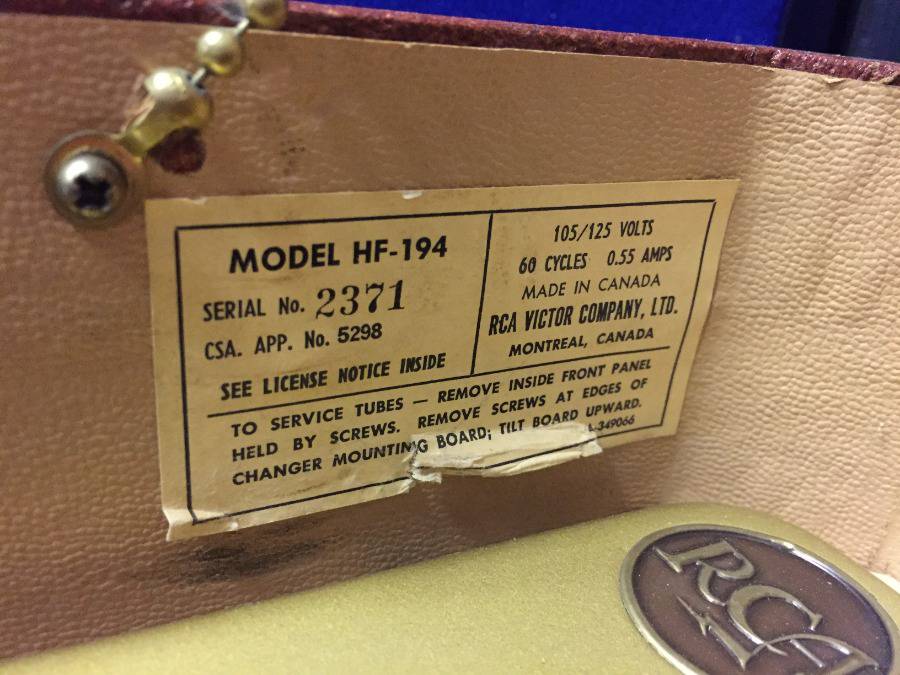 MODEL HF-194
SERIAL No. 2371
CSA. APP. No. 5298
SEE LICENSE NOTICE INSIDE
105/125 VOLTS
60 CYCLES 0.55 AMPS
MADE IN CANADA
RCA VICTOR COMPANY, LTD.
MONTREAL, CANADA
TO SERVICE TUBES — REMOVE INSIDE FRONT PANEL
HELD BY SCREWS. REMOVE SCREWS AT EDGES OF
CHANGER MOUNTING BOARD; TILT BOARD UPWARD.
-349066
RCA